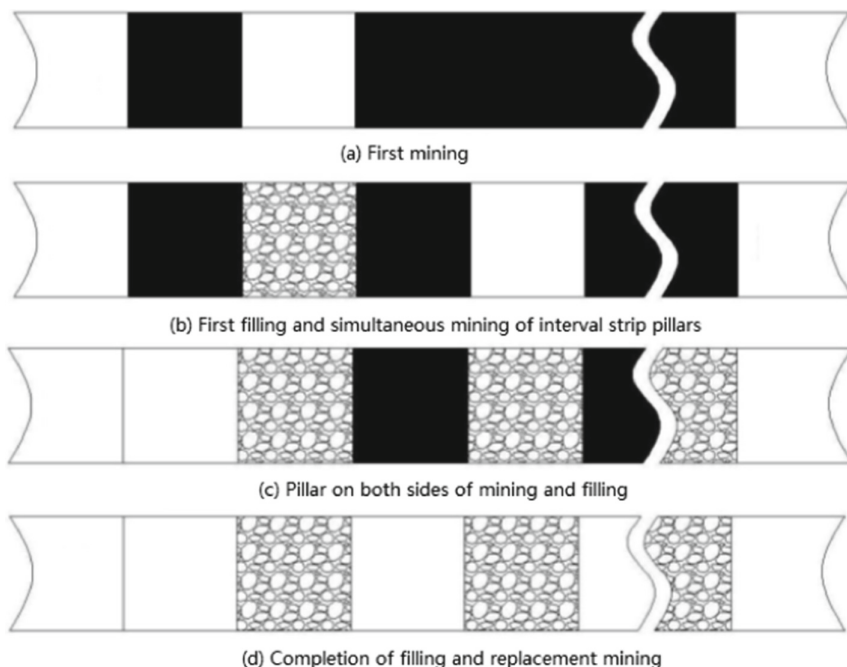 (a) First mining
(b) First filling and simultaneous mining of interval strip pillars
(c) Pillar on both sides of mining and filling
(d) Completion of filling and replacement mining